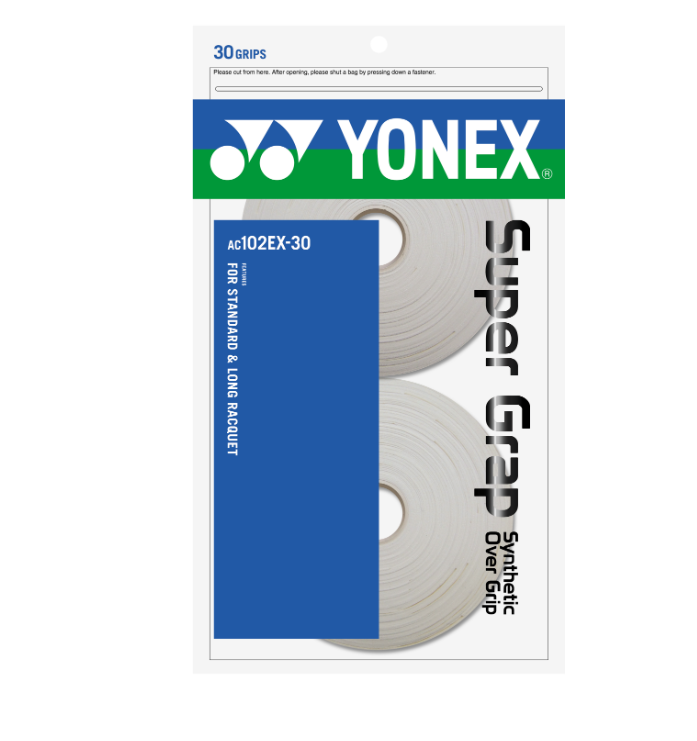 30 GRIPS
Please cut from here. After opening, please shut a bag by pressing down a fastener.
YONEX®
AC102EX-30
FEATURES
FOR STANDARD & LONG RACQUET
Super Grap
Synthetic
Over Grip